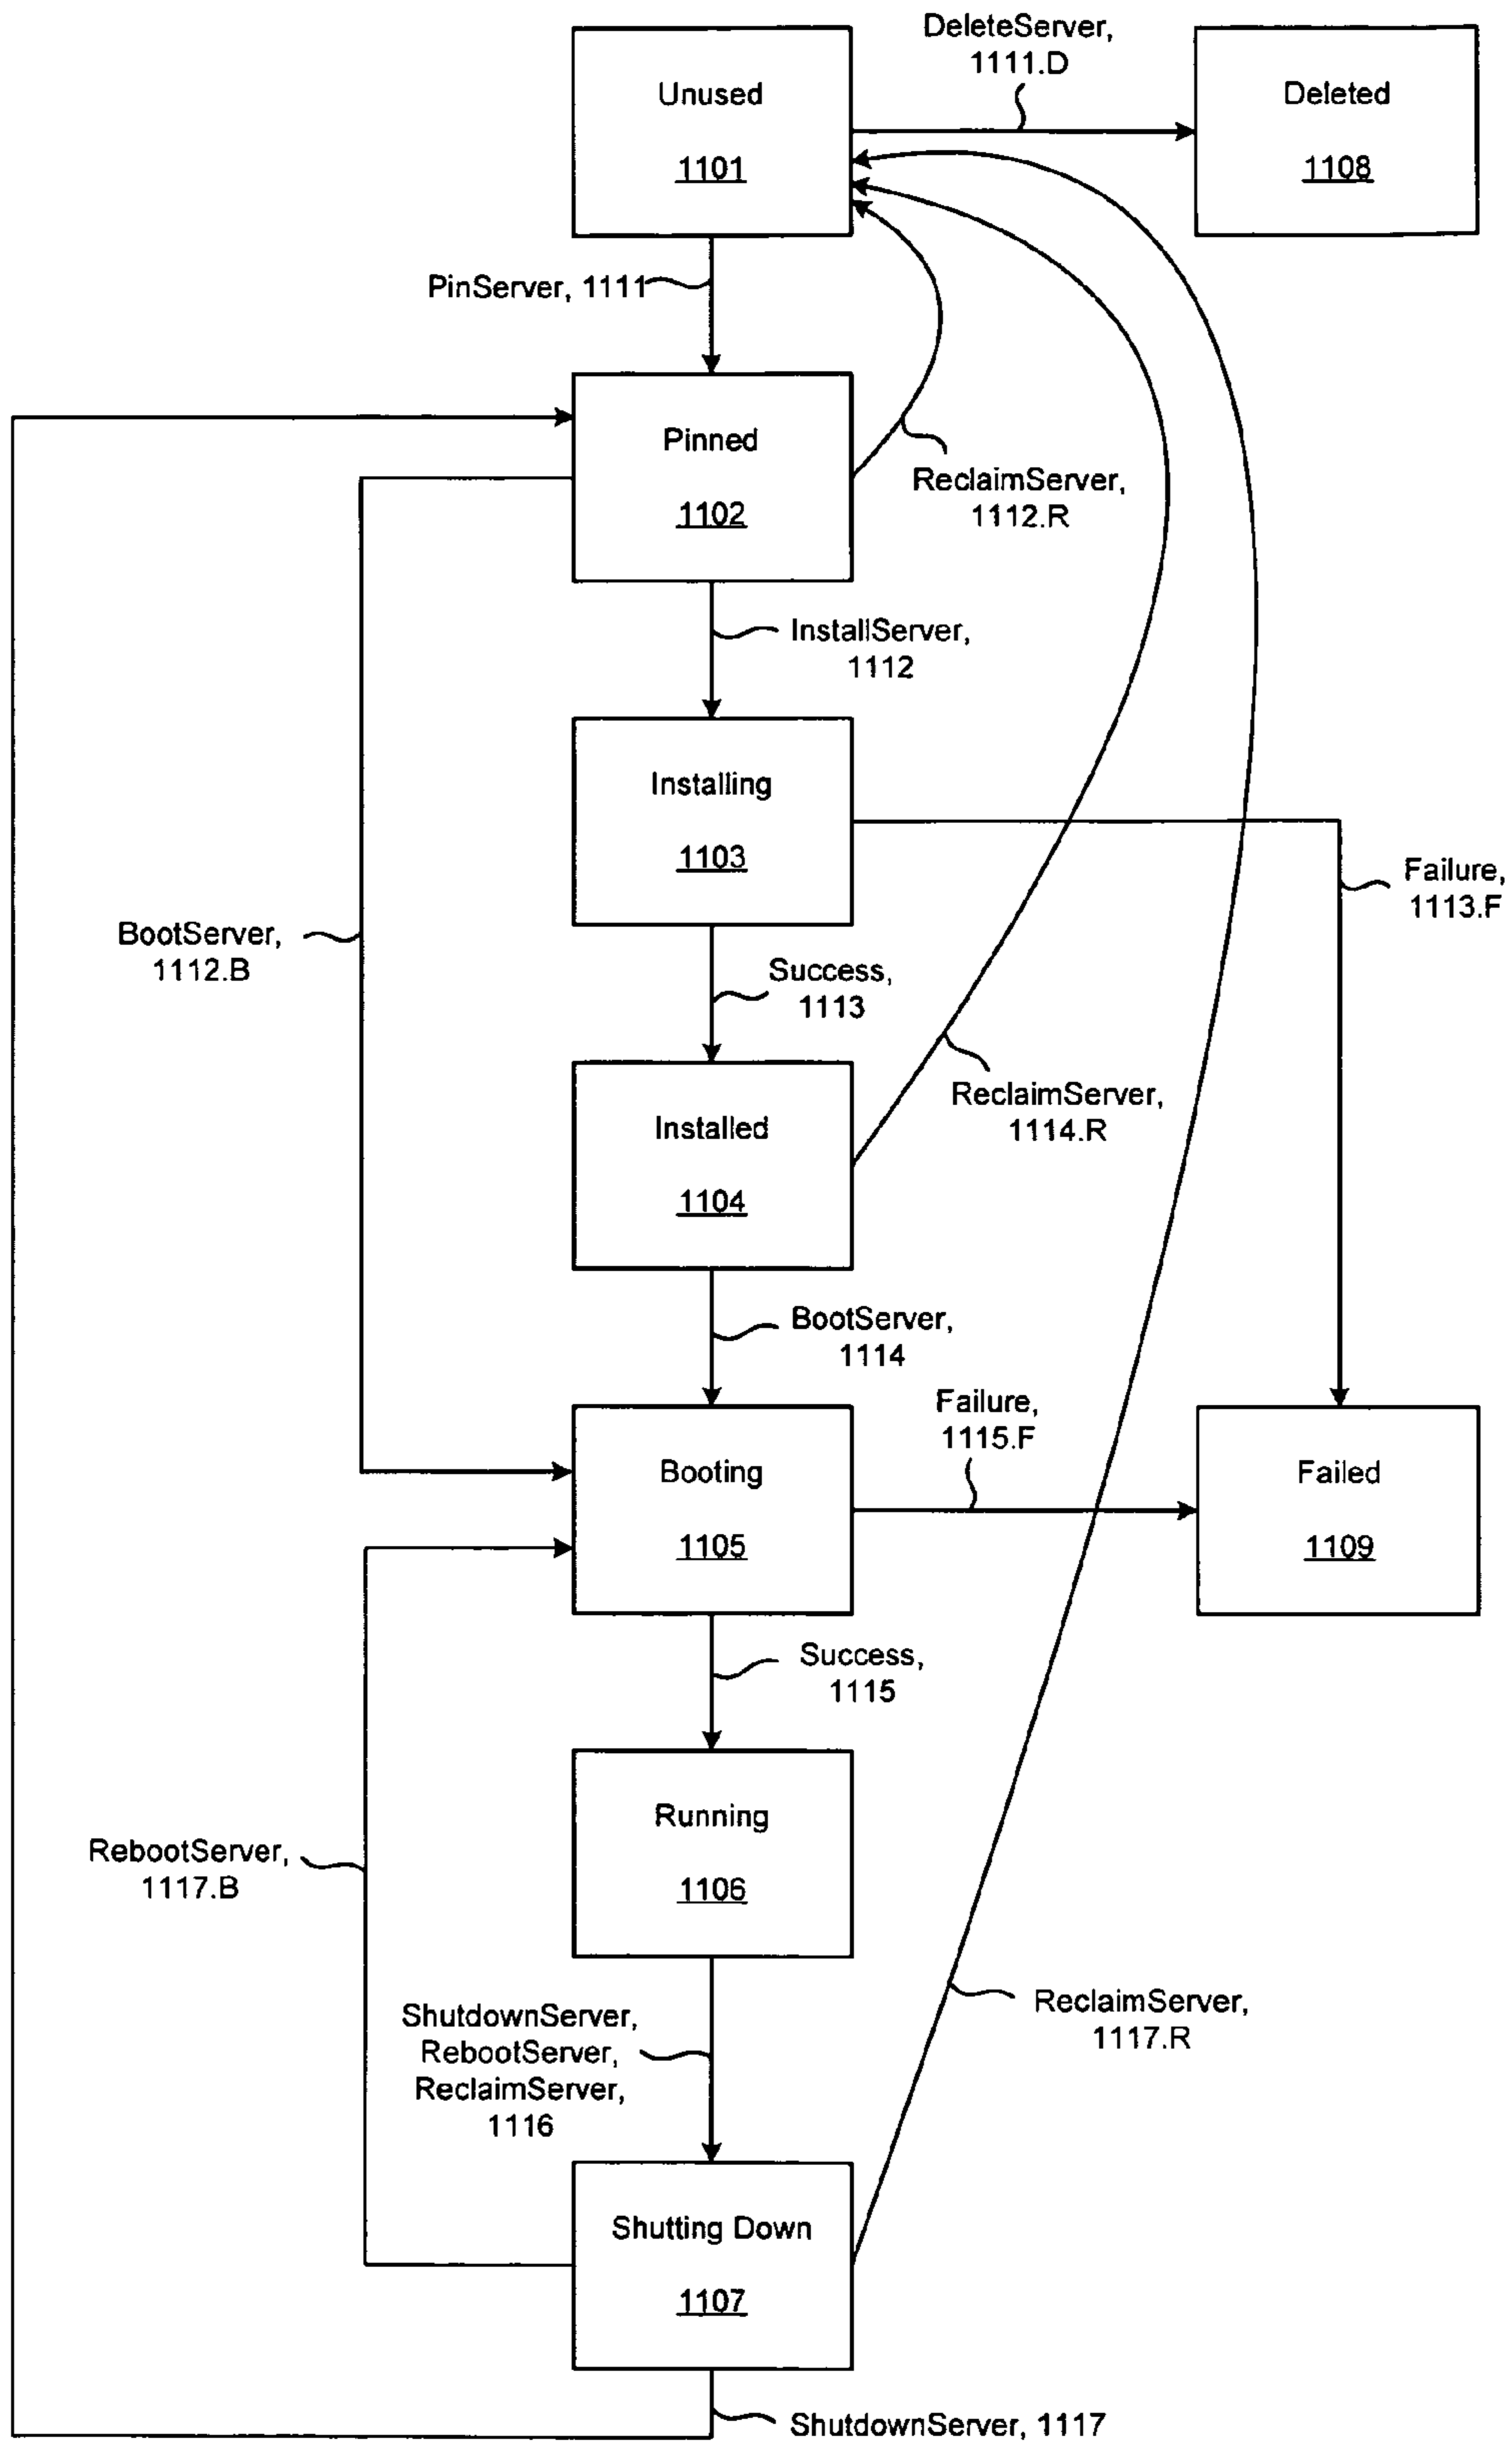 DeleteServer,
1111.D
Unused
1101
Deleted
1108
PinServer, 1111
Pinned
1102
ReclaimServer,
1112.R
InstallServer,
1112
Installing
1103
Failure,
1113.F
BootServer,
1112.B
Success,
1113
ReclaimServer,
1114.R
Installed
1104
BootServer,
1114
Failure,
1115.F
Booting
1105
Failed
1109
Success,
1115
Running
1106
RebootServer,
1117.B
ShutdownServer,
RebootServer,
ReclaimServer,
1116
ReclaimServer,
1117.R
Shutting Down
1107
ShutdownServer, 1117